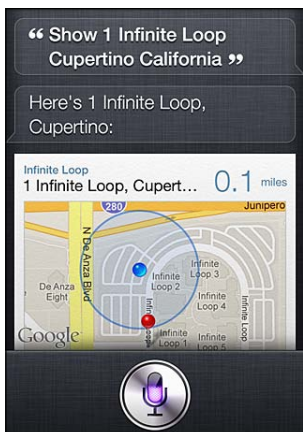 “ Show 1 Infinite Loop
Cupertino California ”
Here's 1 Infinite Loop,
Cupertino:
Infinite Loop
1 Infinite Loop, Cupert... 0.1 miles
280
Junipero
N De Anza Blvd
De Anza
Eight
Infinite
Loop 2
Infinite
Loop 3
Infinite
Loop 4
Infinite Loop
Infinite
Loop 1
Infinite
Loop 5
Infinite Loop
Google